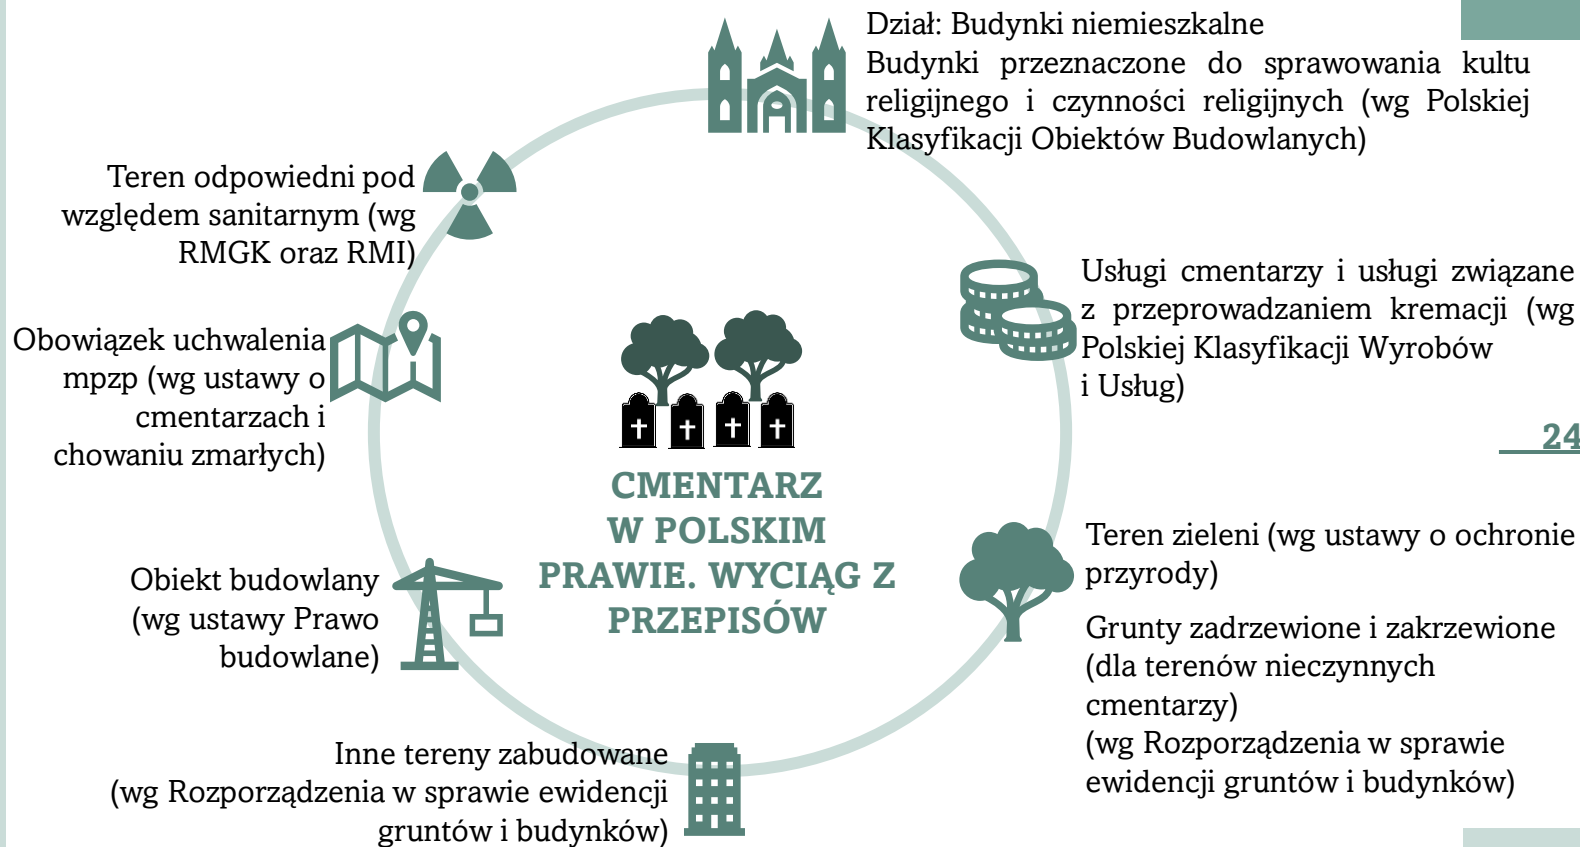 Dział: Budynki niemieszkalne
Budynki przeznaczone do sprawowania kultu
religijnego i czynności religijnych (wg Polskiej
Klasyfikacji Obiektów Budowlanych)
Teren odpowiedni pod
względem sanitarnym (wg
RMGK oraz RMI)
Usługi cmentarzy i usługi związane
z przeprowadzaniem kremacji (wg
Polskiej Klasyfikacji Wyrobów
i Usług)
Obowiązek uchwalenia
mpzp (wg ustawy o
cmentarzach i
chowaniu zmarłych)
24
CMENTARZ
W POLSKIM
PRAWIE. WYCIĄG Z
PRZEPISÓW
Teren zieleni (wg ustawy o ochronie
przyrody)
Grunty zadrzewione i zakrzewione
(dla terenów nieczynnych
cmentarzy)
(wg Rozporządzenia w sprawie
ewidencji gruntów i budynków)
Obiekt budowlany
(wg ustawy Prawo
budowlane)
Inne tereny zabudowane
(wg Rozporządzenia w sprawie ewidencji
gruntów i budynków)